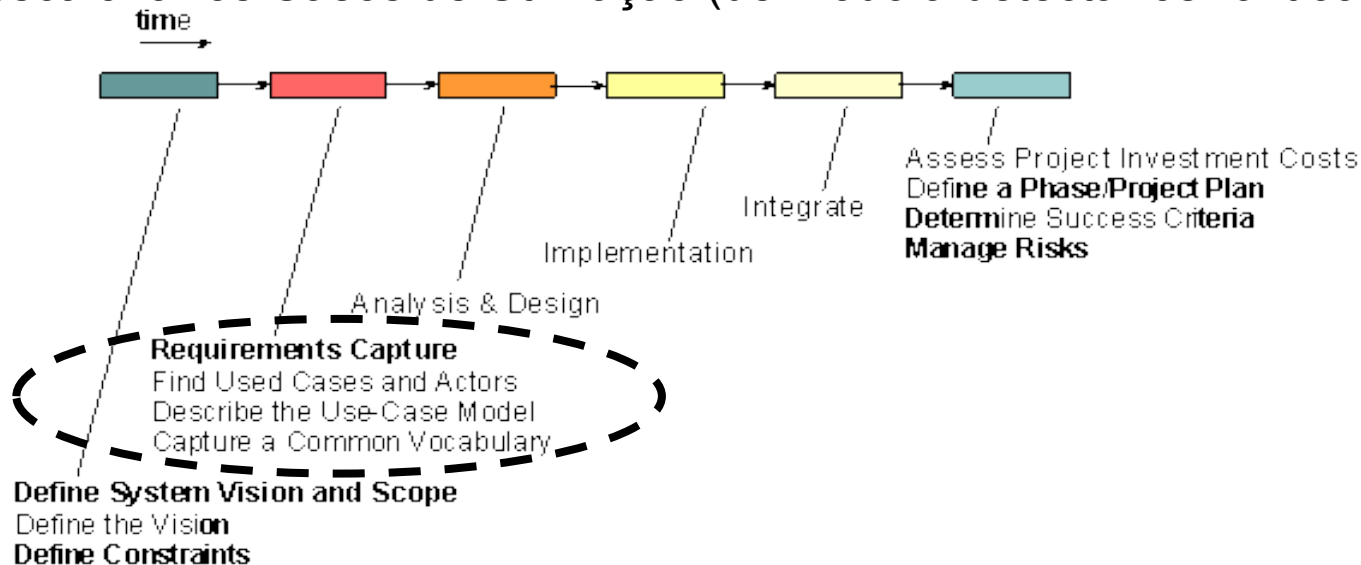 time
Assess Project Investment Costs
Define a Phase/Project Plan
Determine Success Criteria
Manage Risks
Integrate
Implementation
Analysis & Design
Requirements Capture
Find Used Cases and Actors
Describe the Use-Case Model
Capture a Common Vocabulary
Define System Vision and Scope
Define the Vision
Define Constraints